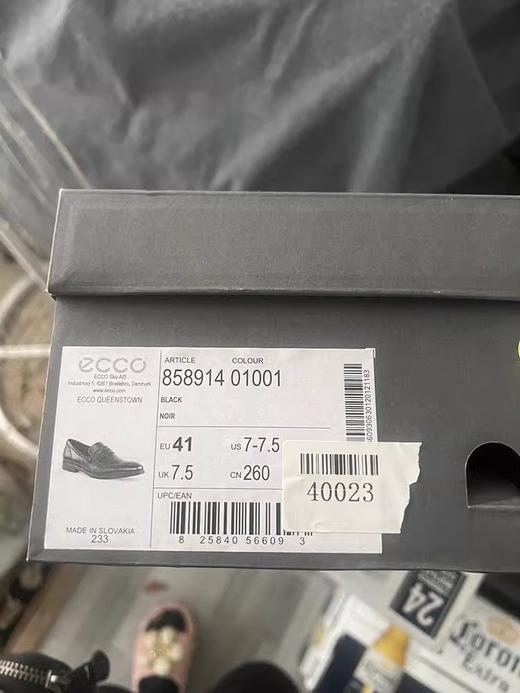 ecco
ECCO Sko A/S
Industrivej 5, 6261 Bredebro, Denmark
www.ecco.com
ECCO QUEENSTOWN
MADE IN SLOVAKIA
233
ARTICLE COLOUR
858914 01001
BLACK
NOIR
EU 41 US 7-7.5
UK 7.5 CN 260
UPC/EAN
8 25840 56609 3
40023
24
Coron
Extra